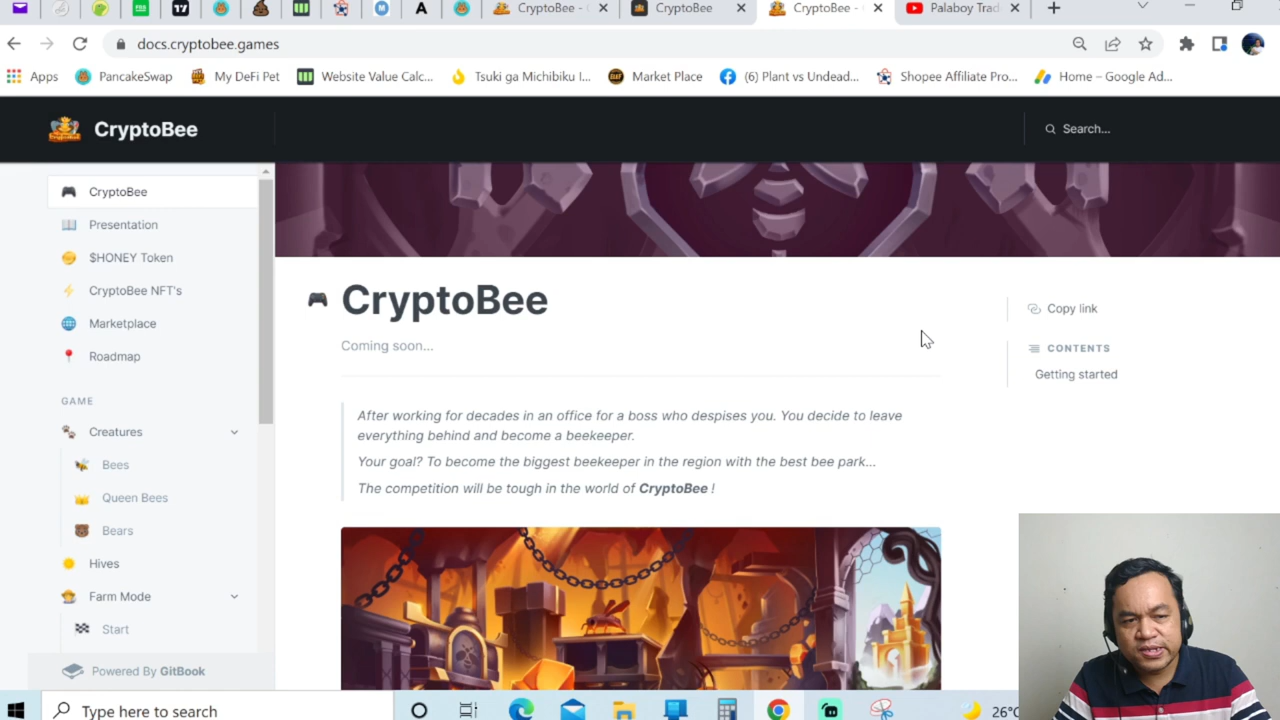 CryptoBee - (
CryptoBee
CryptoBee -
Palaboy Trad
docs.cryptobee.games
Apps
PancakeSwap
My DeFi Pet
Website Value Calc...
Tsuki ga Michibiku I...
Market Place
(6) Plant vs Undead...
Shopee Affiliate Pro...
Home – Google Ad...
CryptoBee
Search...
CryptoBee
Presentation
$HONEY Token
CryptoBee NFT's
Marketplace
Roadmap
GAME
Creatures
Bees
Queen Bees
Bears
Hives
Farm Mode
Start
Powered By GitBook
CryptoBee
Coming soon...
After working for decades in an office for a boss who despises you. You decide to leave
everything behind and become a beekeeper.
Your goal? To become the biggest beekeeper in the region with the best bee park...
The competition will be tough in the world of CryptoBee !
Copy link
CONTENTS
Getting started
Type here to search
26°C